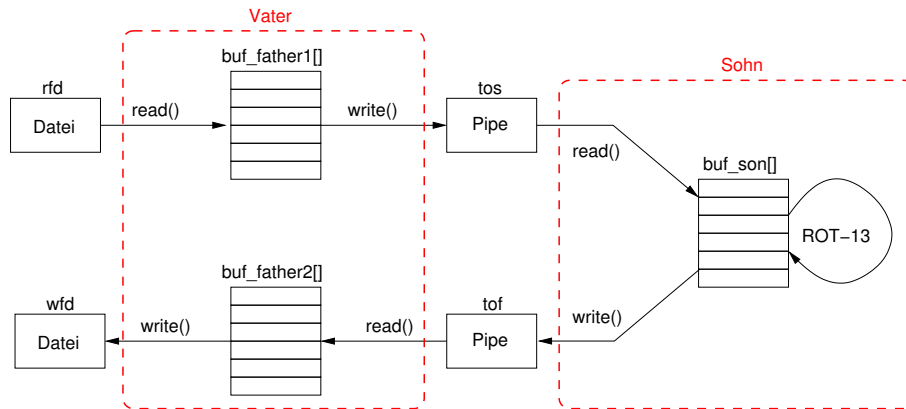 Vater
buf_father1[]
Sohn
rfd
tos
Datei
read()
write()
Pipe
read()
buf_son[]
ROT−13
buf_father2[]
wfd
tof
write()
Datei
write()
read()
Pipe